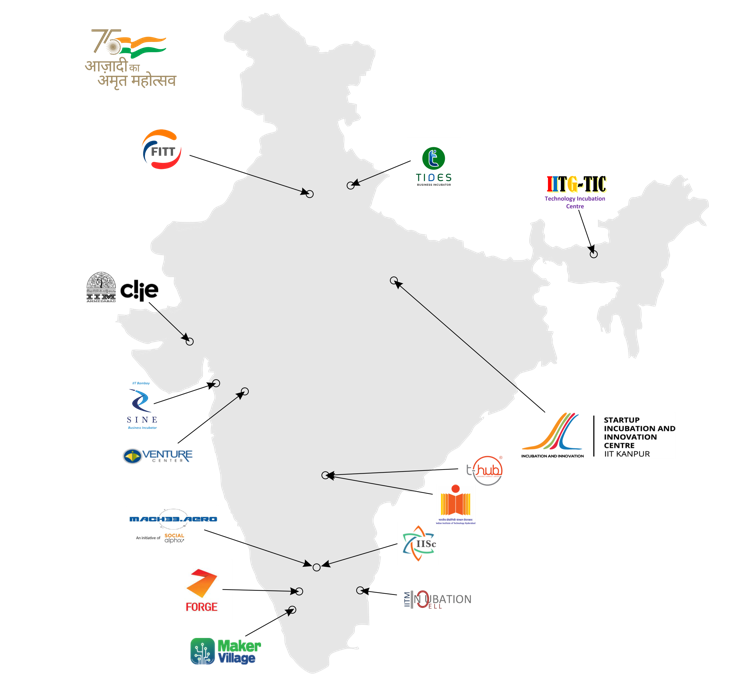 75
आज़ादी का
अमृत महोत्सव
FITT
TIDES
BUSINESS INCUBATOR
IITG-TIC
Technology Incubation
Centre
IIM
c!ie
IIT Bombay
SINE
Business Incubator
VENTURE
CENTER
STARTUP
INCUBATION AND
INNOVATION
CENTRE
IIT KANPUR
INCUBATION AND INNOVATION
t-hub
MACH33.AERO
An initiative of SOCIAL
alpha
IISc
FORGE
IITM
INCUBATION
CELL
Maker
Village